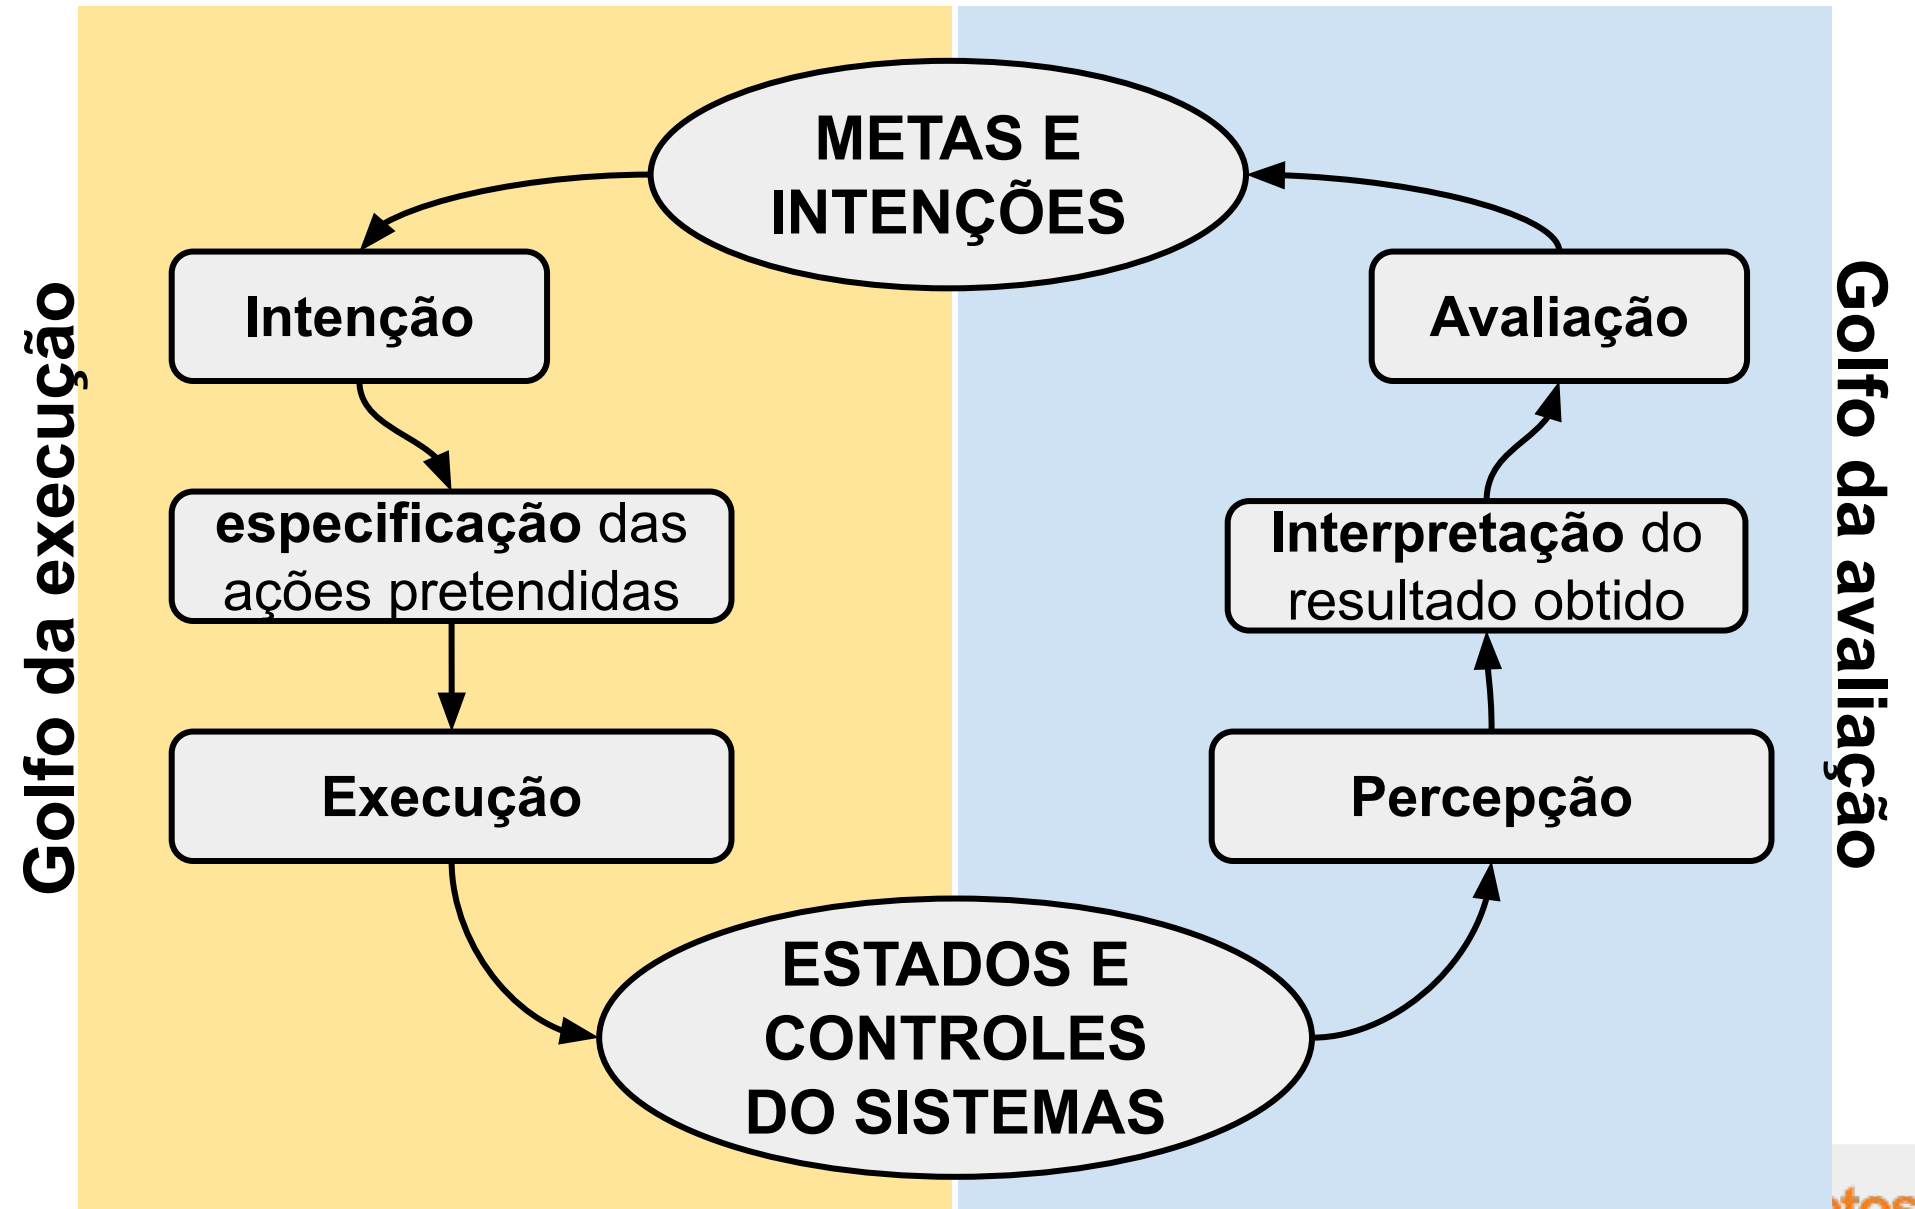 METAS E
INTENÇÕES
Golfo da execução
Intenção
especificação das
ações pretendidas
Execução
ESTADOS E
CONTROLES
DO SISTEMAS
Percepção
Interpretação do
resultado obtido
Avaliação
Golfo da avaliação